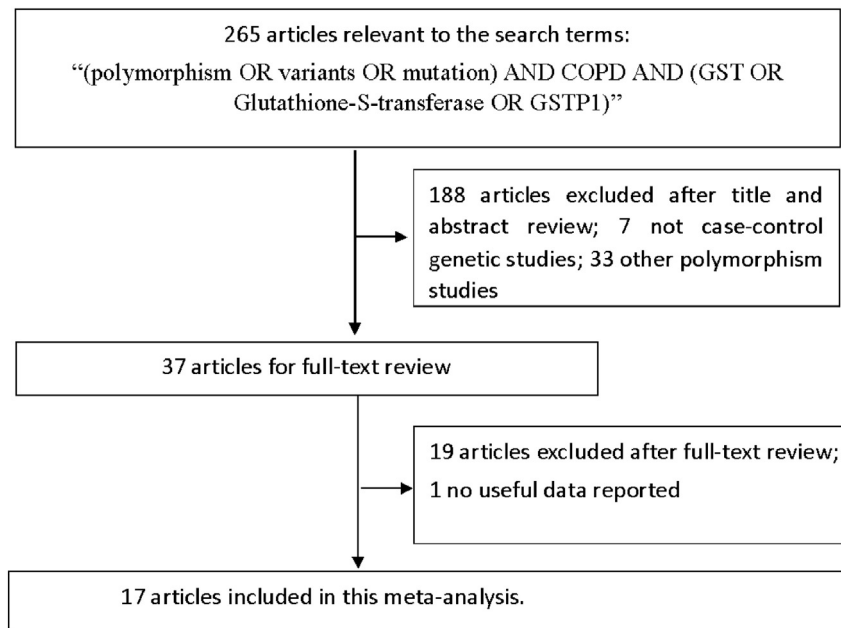 265 articles relevant to the search terms:
“(polymorphism OR variants OR mutation) AND COPD AND (GST OR
Glutathione-S-transferase OR GSTP1)”
188 articles excluded after title and
abstract review; 7 not case-control
genetic studies; 33 other polymorphism
studies
37 articles for full-text review
19 articles excluded after full-text review;
1 no useful data reported
17 articles included in this meta-analysis.